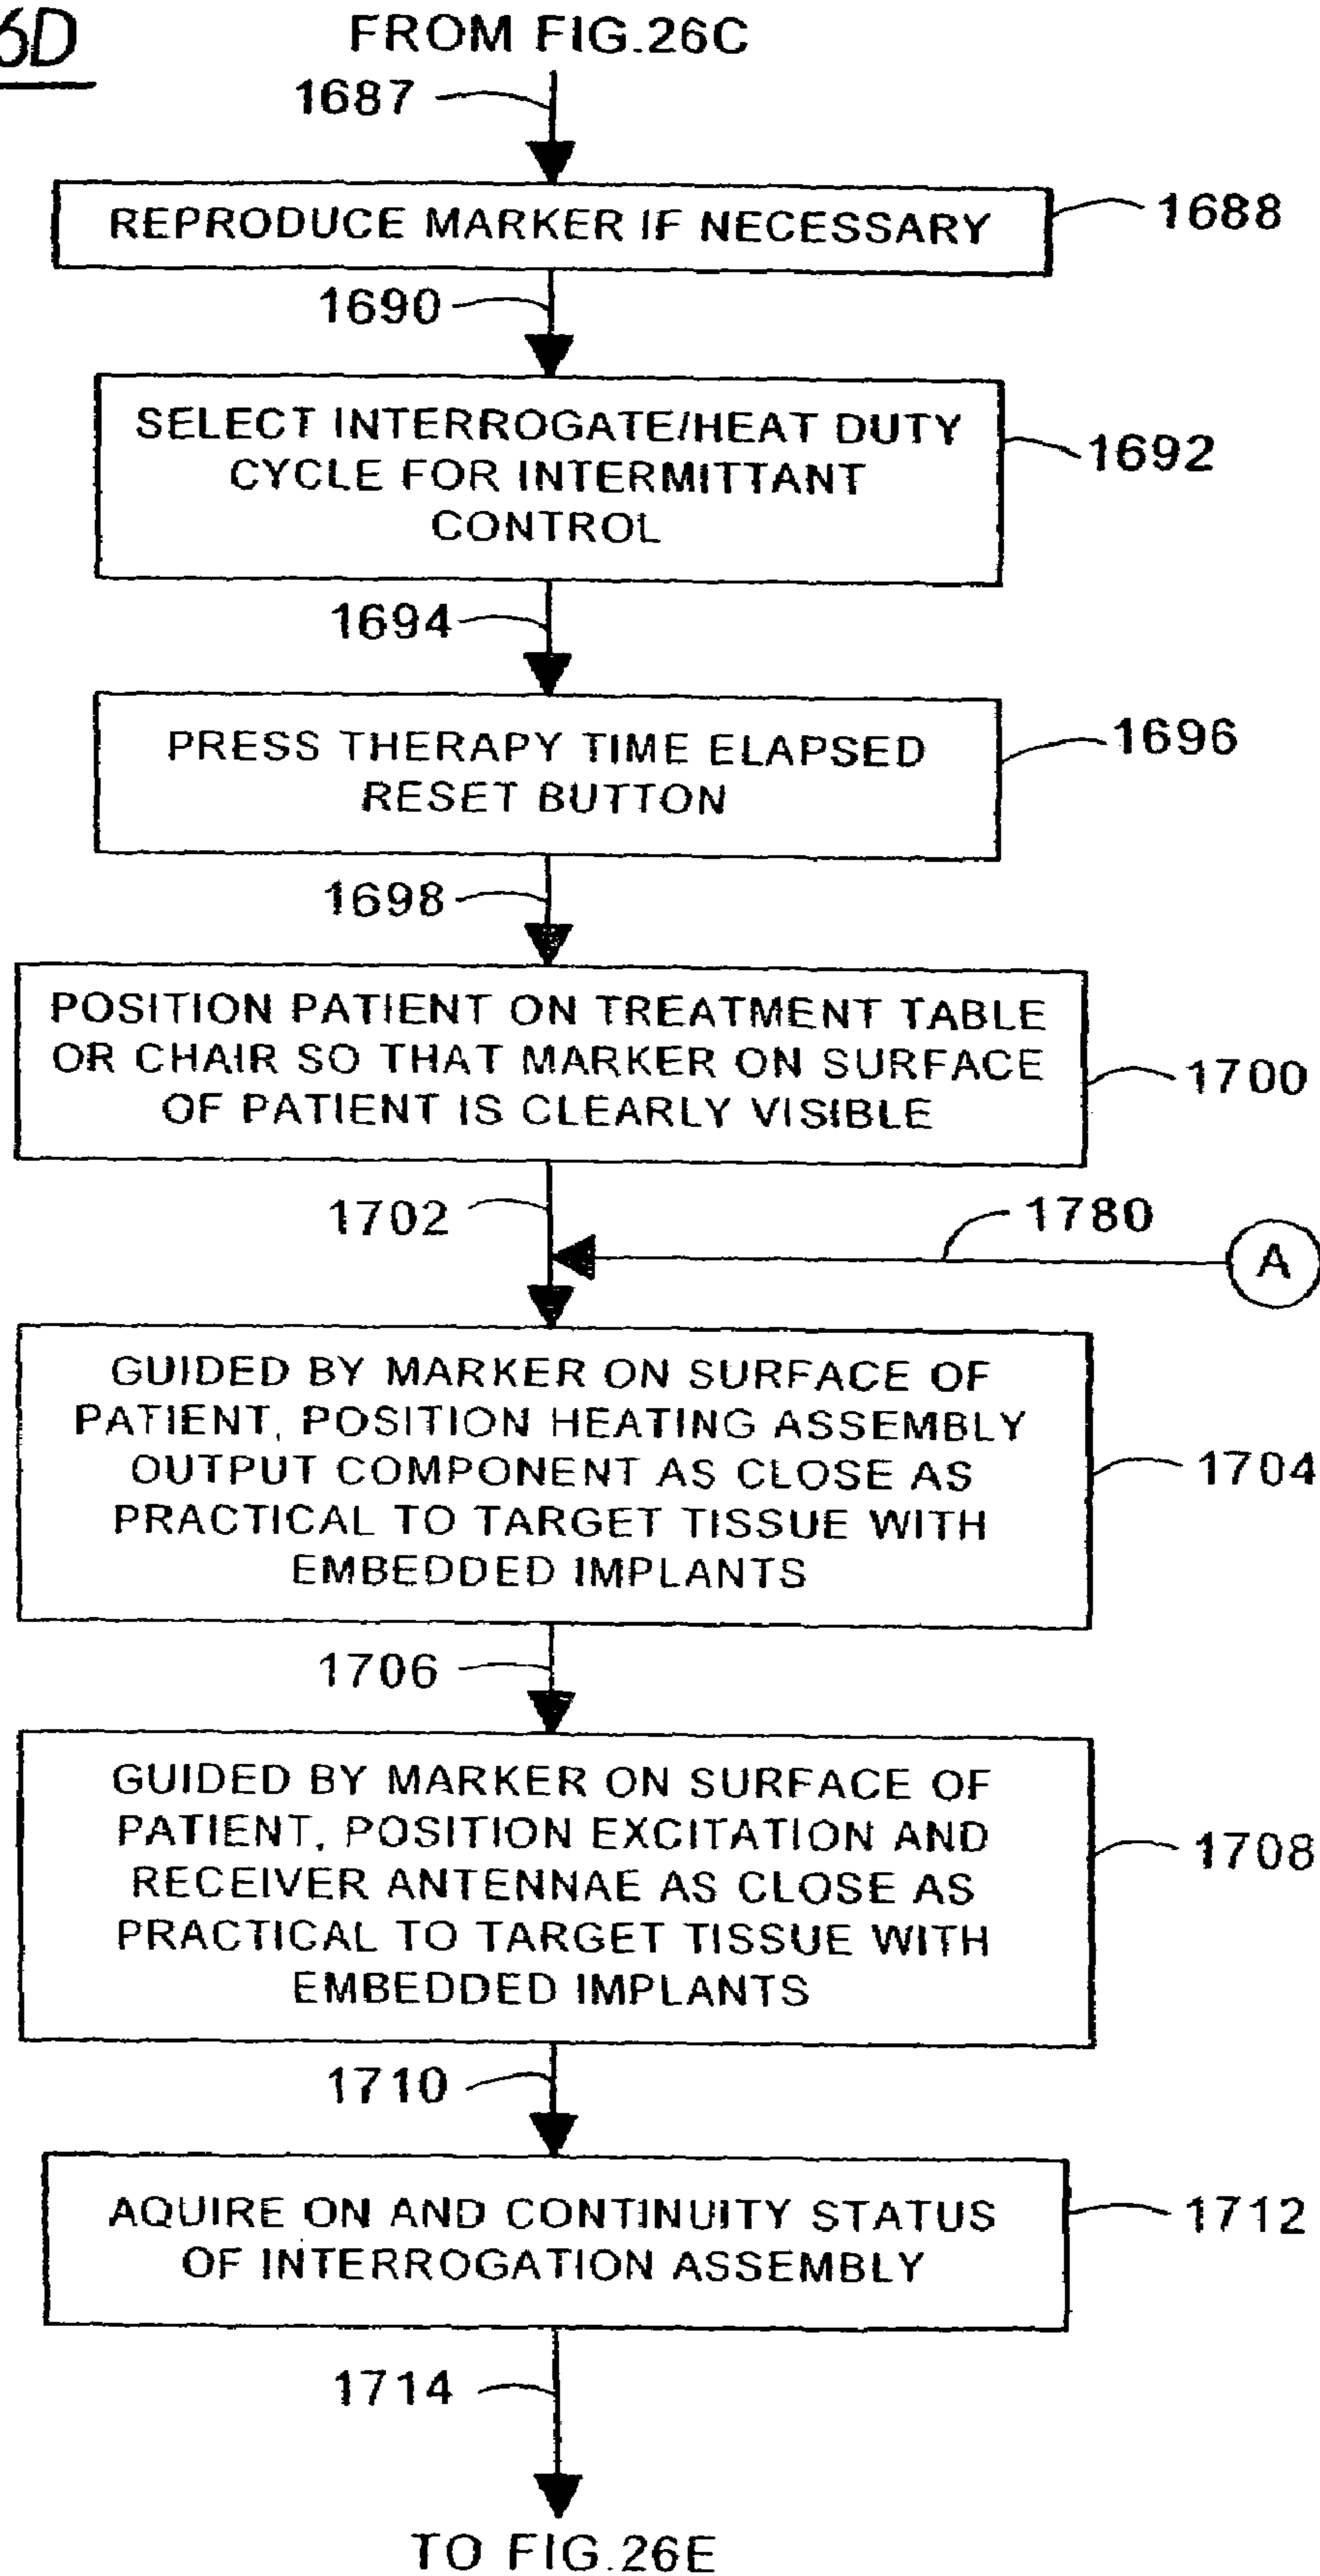 6D
FROM FIG.26C
1687
REPRODUCE MARKER IF NECESSARY
1688
1690
SELECT INTERROGATE/HEAT DUTY
CYCLE FOR INTERMITTANT
CONTROL
1692
1694
PRESS THERAPY TIME ELAPSED
RESET BUTTON
1696
1698
POSITION PATIENT ON TREATMENT TABLE
OR CHAIR SO THAT MARKER ON SURFACE
OF PATIENT IS CLEARLY VISIBLE
1700
1702
1780
A
GUIDED BY MARKER ON SURFACE OF
PATIENT, POSITION HEATING ASSEMBLY
OUTPUT COMPONENT AS CLOSE AS
PRACTICAL TO TARGET TISSUE WITH
EMBEDDED IMPLANTS
1704
1706
GUIDED BY MARKER ON SURFACE OF
PATIENT, POSITION EXCITATION AND
RECEIVER ANTENNAE AS CLOSE AS
PRACTICAL TO TARGET TISSUE WITH
EMBEDDED IMPLANTS
1708
1710
AQUIRE ON AND CONTINUITY STATUS
OF INTERROGATION ASSEMBLY
1712
1714
TO FIG.26E